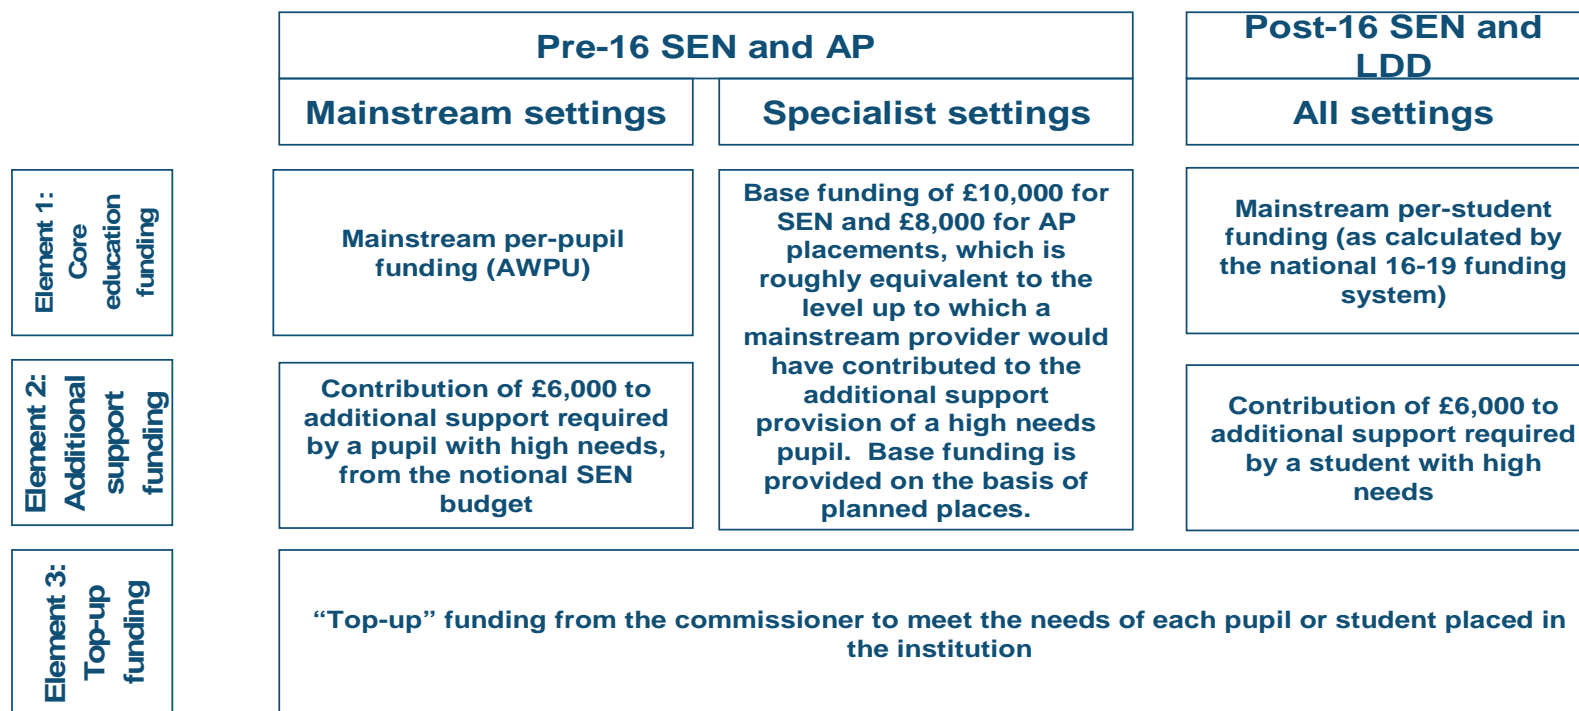 Pre-16 SEN and AP
Post-16 SEN and
LDD
Mainstream settings
Specialist settings
All settings
Element 1:
Core
education
funding
Mainstream per-pupil
funding (AWPU)
Base funding of £10,000 for
SEN and £8,000 for AP
placements, which is
roughly equivalent to the
level up to which a
mainstream provider would
have contributed to the
additional support
provision of a high needs
pupil.  Base funding is
provided on the basis of
planned places.
Mainstream per-student
funding (as calculated by
the national 16-19 funding
system)
Element 2:
Additional
support
funding
Contribution of £6,000 to
additional support required
by a pupil with high needs,
from the notional SEN
budget
Contribution of £6,000 to
additional support required
by a student with high
needs
Element 3:
Top-up
funding
“Top-up” funding from the commissioner to meet the needs of each pupil or student placed in
the institution